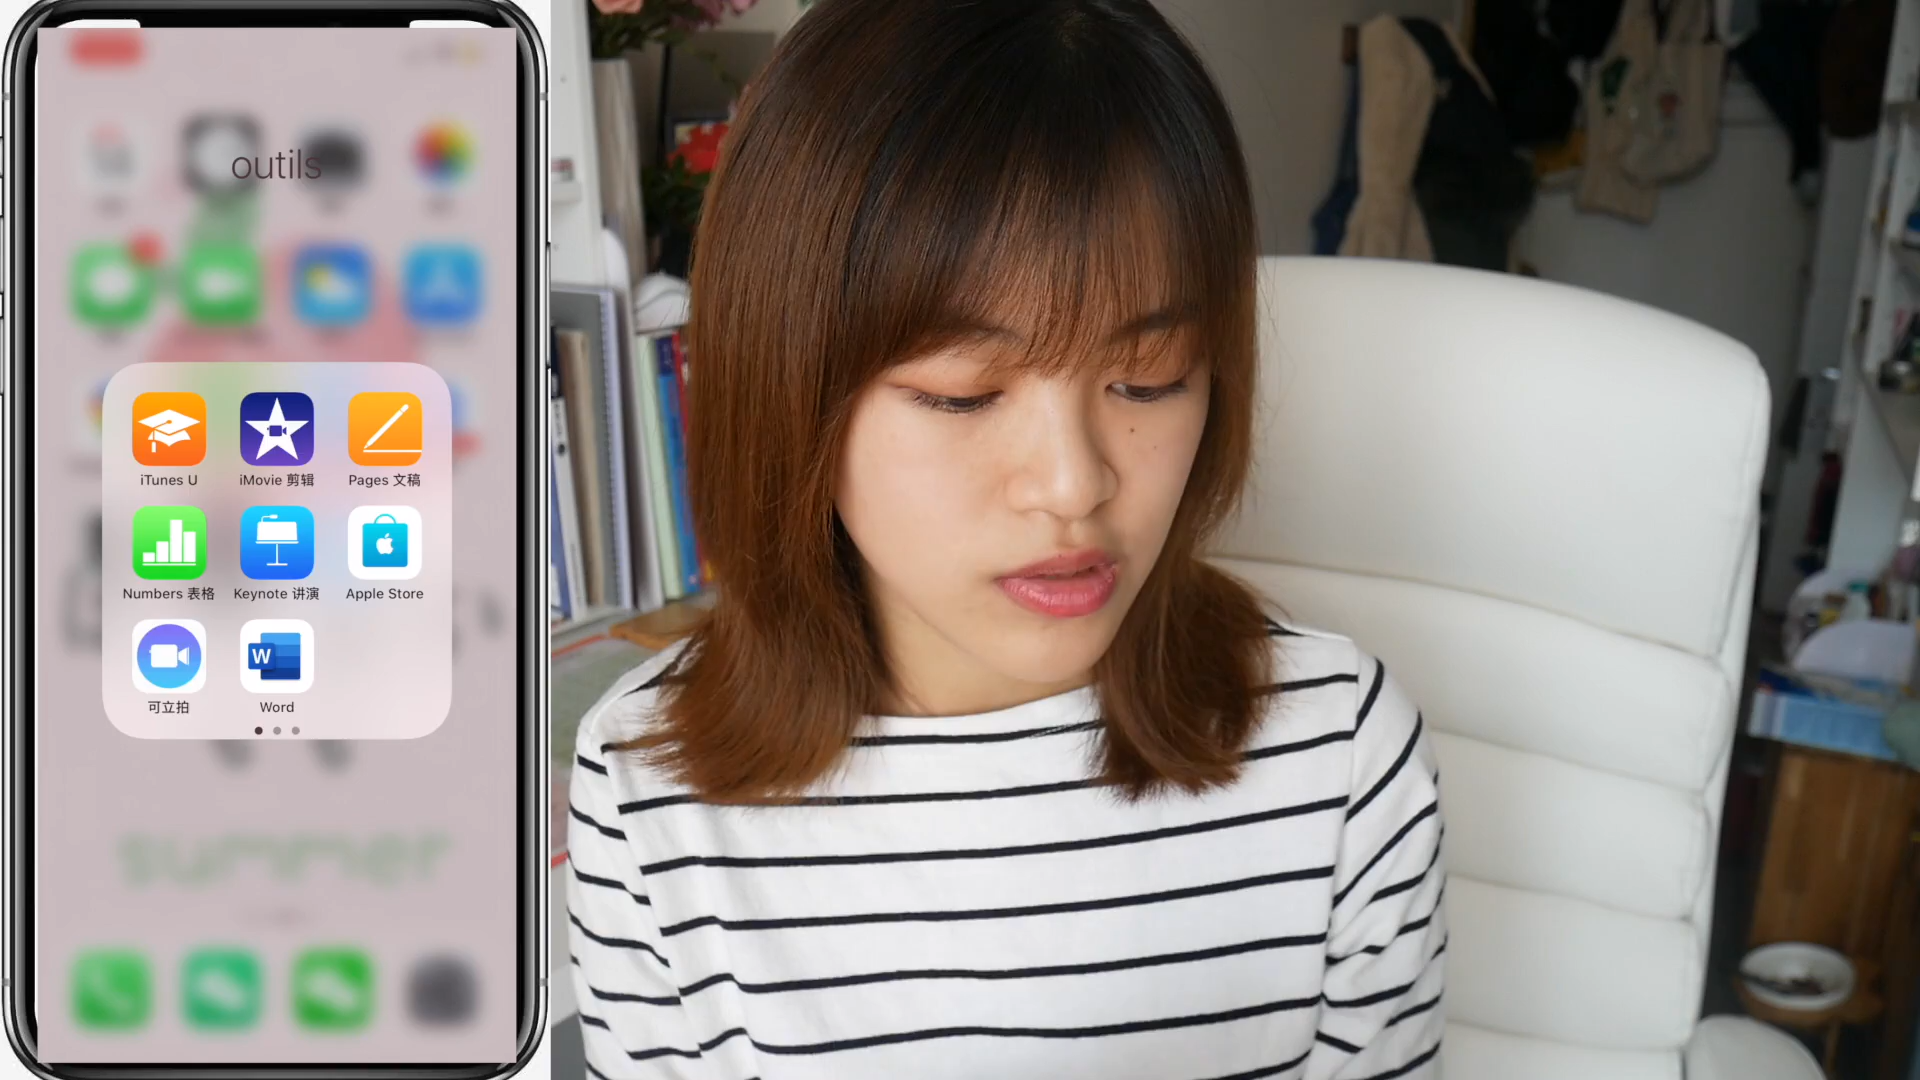 outils
iTunes U
iMovie 剪辑
Pages 文稿
Numbers 表格
Keynote 讲演
Apple Store
W
可立拍
Word
summer